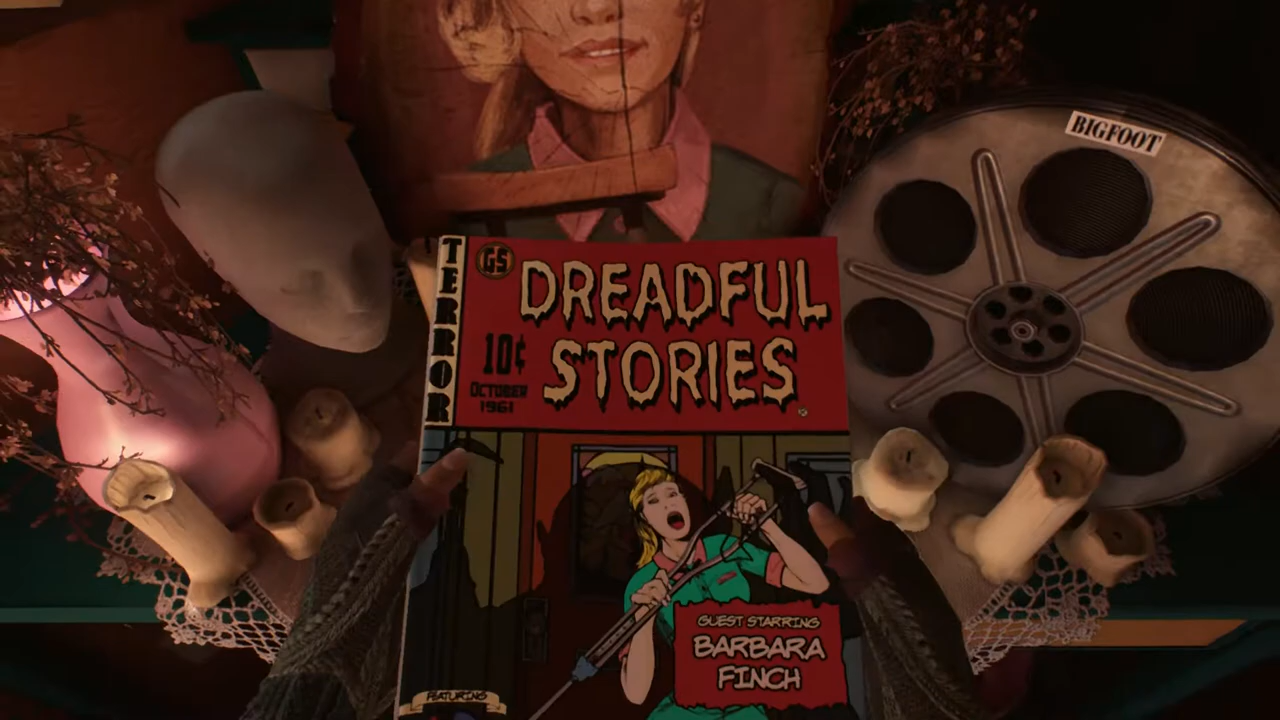 BIGFOOT
TERROR
GS
DREADFUL
STORIES
10¢
OCTOBER
1961
GUEST STARRING
BARBARA
FINCH
FEATURING